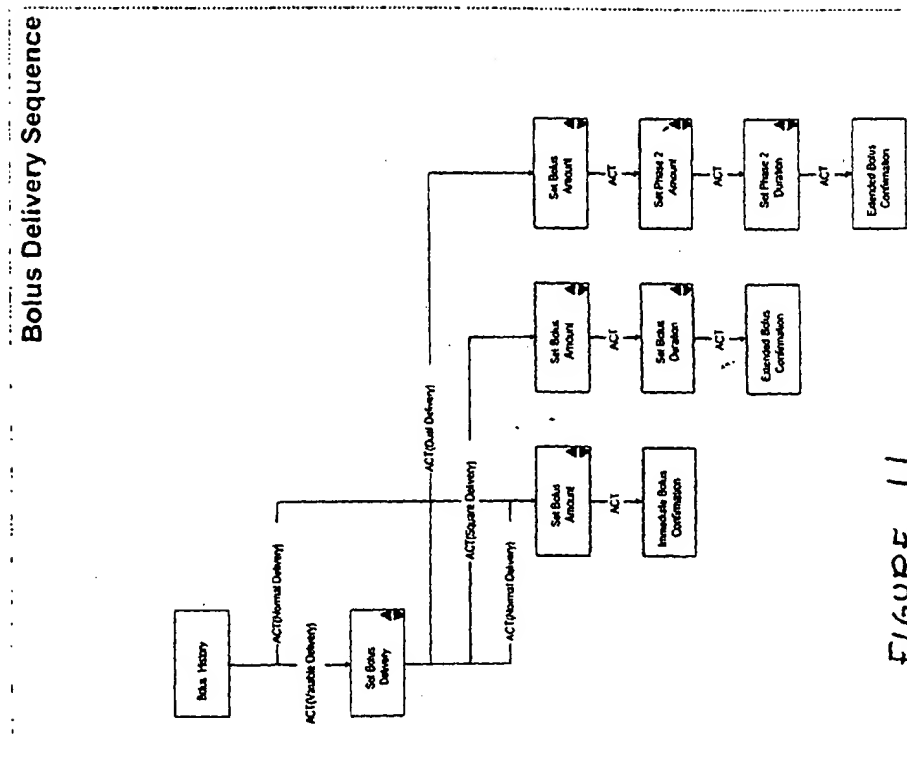 Bolus Delivery Sequence
Bolus History
ACT(Normal Delivery)
ACT(Variable Delivery)
Set Bolus
Delivery
ACT(Dual Delivery)
ACT(Square Delivery)
ACT(Normal Delivery)
Set Bolus
Amount
ACT
Immediate Bolus
Confirmation
Set Bolus
Amount
ACT
Set Bolus
Duration
ACT
Extended Bolus
Confirmation
Set Bolus
Amount
ACT
Set Phase 2
Amount
ACT
Set Phase 2
Duration
ACT
Extended Bolus
Confirmation
FIGURE 11